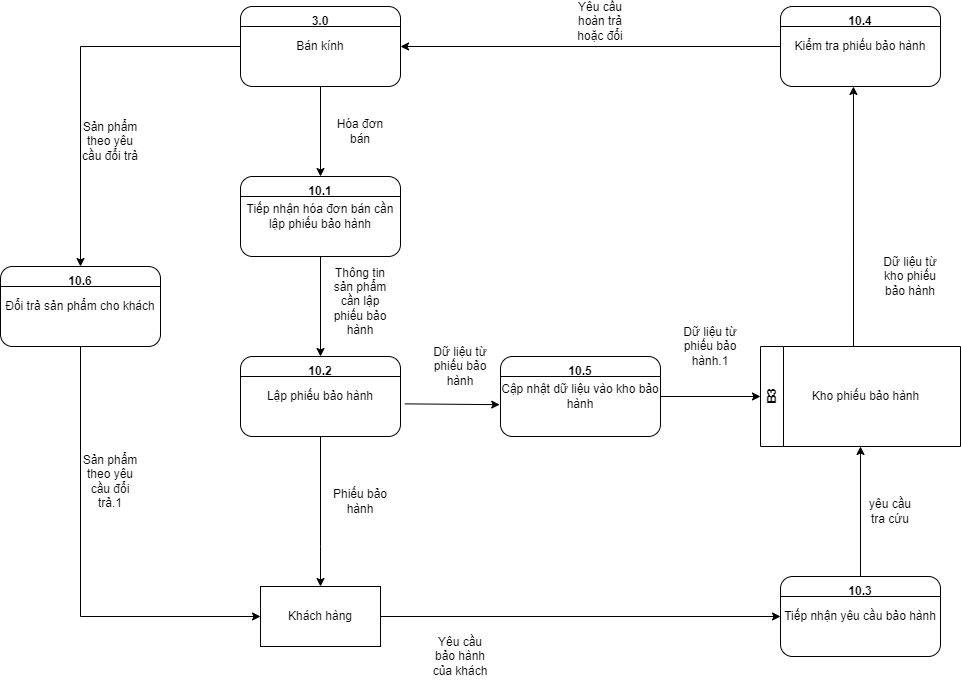 3.0
Bán kính
Yêu cầu
hoàn trả
hoặc đổi
10.4
Kiểm tra phiếu bảo hành
Sản phẩm
theo yêu
cầu đổi trả
Hóa đơn
bán
10.1
Tiếp nhận hóa đơn bán cần
lập phiếu bảo hành
10.6
Đổi trả sản phẩm cho khách
Thông tin
sản phẩm
cần lập
phiếu bảo
hành
Dữ liệu từ
kho phiếu
bảo hành
10.2
Lập phiếu bảo hành
Dữ liệu từ
phiếu bảo
hành
10.5
Cập nhật dữ liệu vào kho bảo
hành
Dữ liệu từ
phiếu bảo
hành.1
B3
Kho phiếu bảo hành
Sản phẩm
theo yêu
cầu đổi
trả.1
Phiếu bảo
hành
yêu cầu
tra cứu
Khách hàng
Yêu cầu
bảo hành
của khách
10.3
Tiếp nhận yêu cầu bảo hành